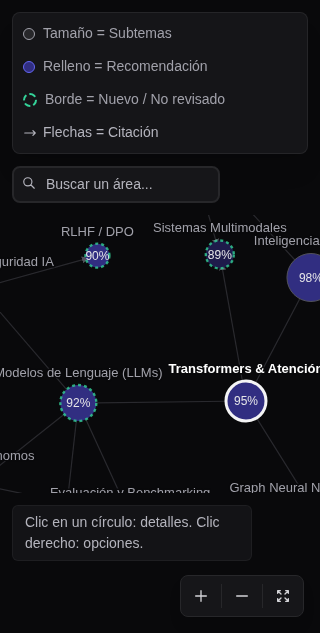 Tamaño = Subtemas
Relleno = Recomendación
Borde = Nuevo / No revisado
Flechas = Citación
Buscar un área...
RLHF / DPO
Sistemas Multimodales
Inteligencia
guridad IA
90%
89%
98%
Modelos de Lenguaje (LLMs)
Transformers & Atención
92%
95%
nomos
Evaluación y Benchmarking
Graph Neural N
Clic en un círculo: detalles. Clic
derecho: opciones.